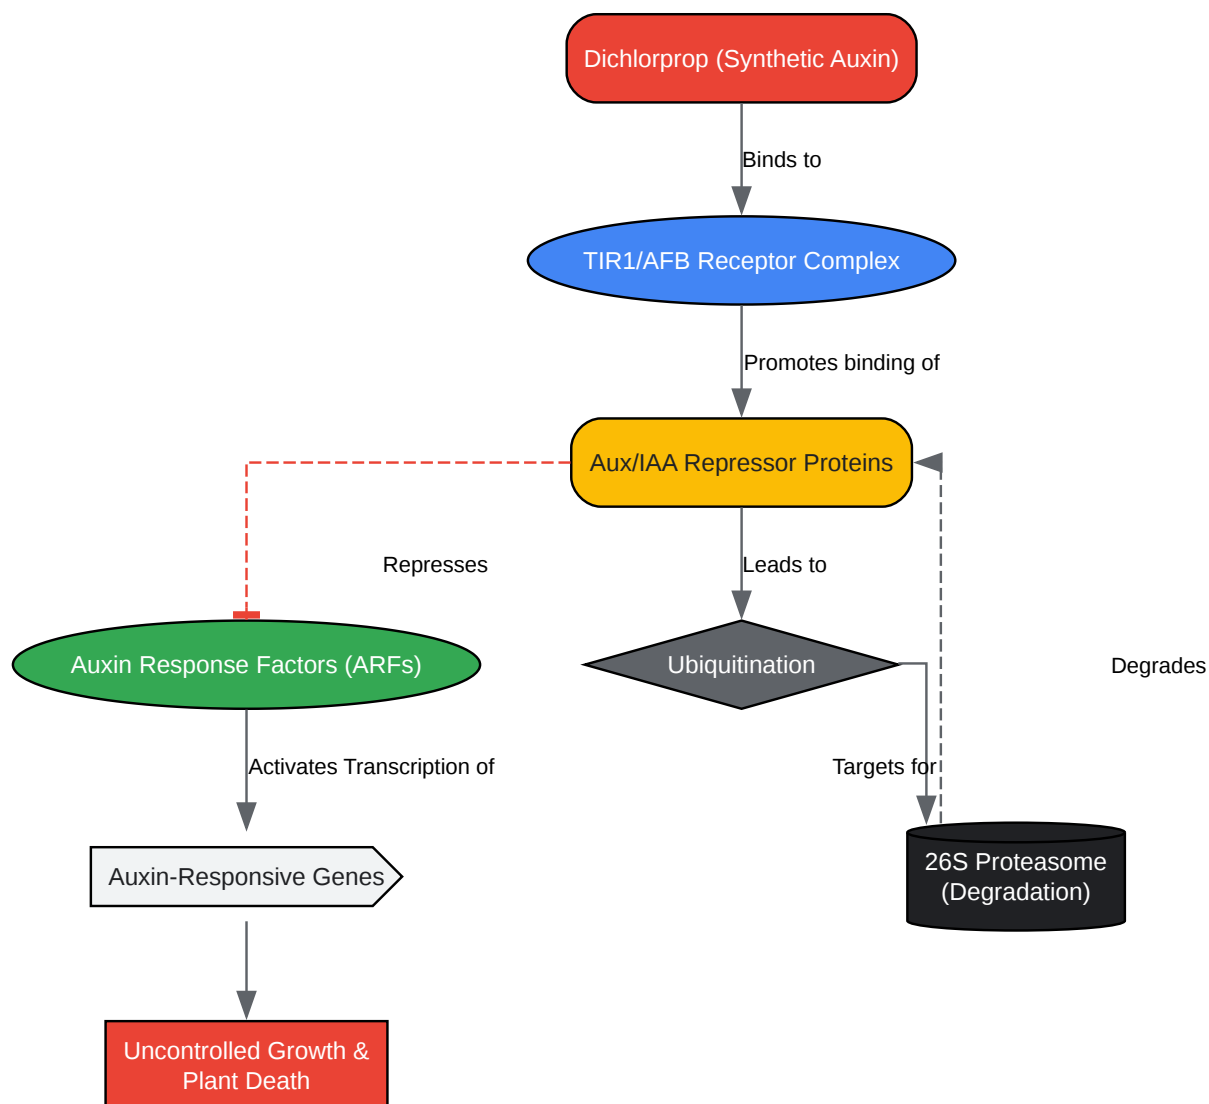 Dichlorprop (Synthetic Auxin)
Binds to
TIR1/AFB Receptor Complex
Promotes binding of
Aux/IAA Repressor Proteins
Represses
Leads to
Auxin Response Factors (ARFs)
Ubiquitination
Degrades
Activates Transcription of
Targets for
26S Proteasome
(Degradation)
Auxin-Responsive Genes
Uncontrolled Growth &
Plant Death